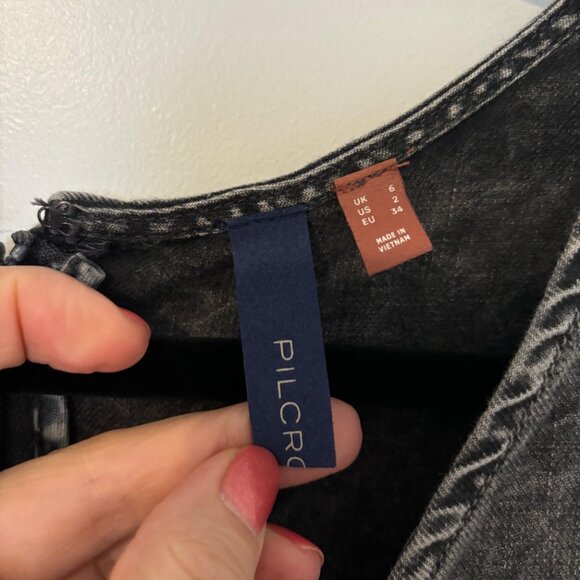 PILCRO
UK 6
US 2
EU 34
MADE IN
VIETNAM